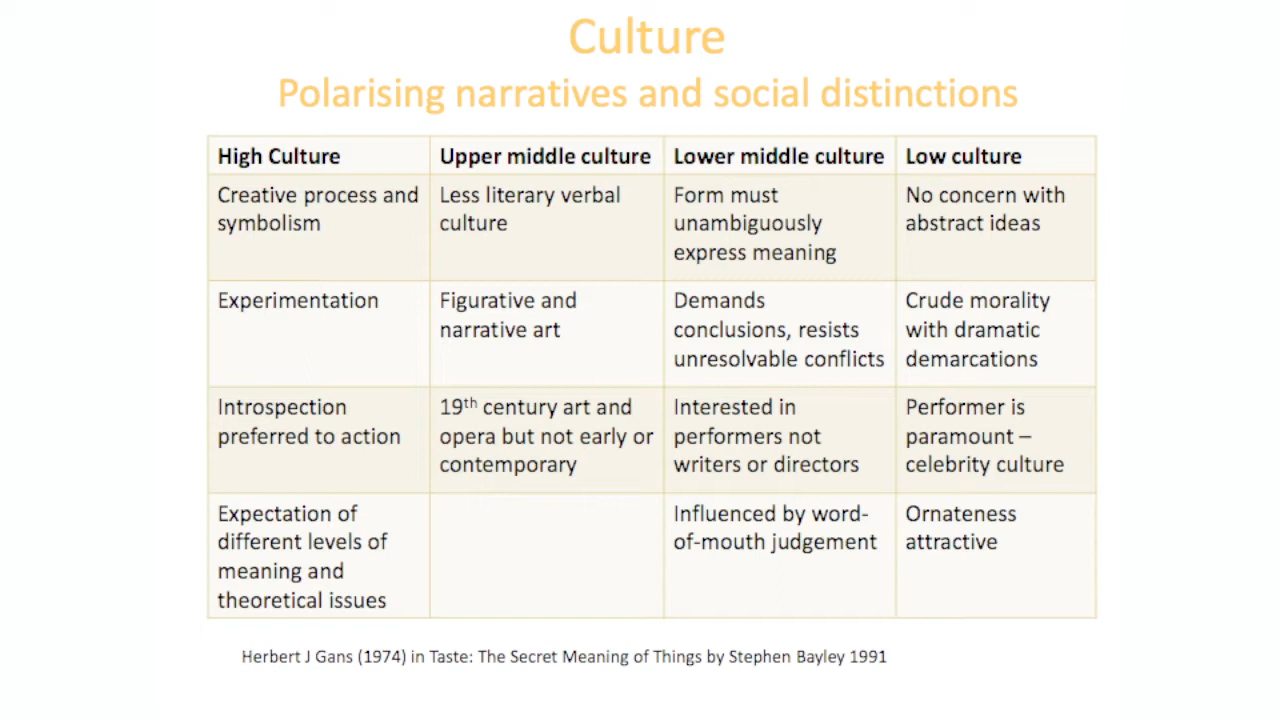 Culture
Polarising narratives and social distinctions
High Culture
Upper middle culture
Lower middle culture
Low culture
Creative process and
symbolism
Less literary verbal
culture
Form must
unambiguously
express meaning
No concern with
abstract ideas
Experimentation
Figurative and
narrative art
Demands
conclusions, resists
unresolvable conflicts
Crude morality
with dramatic
demarcations
Introspection
preferred to action
19th century art and
opera but not early or
contemporary
Interested in
performers not
writers or directors
Performer is
paramount –
celebrity culture
Expectation of
different levels of
meaning and
theoretical issues
Influenced by word-
of-mouth judgement
Ornateness
attractive
Herbert J Gans (1974) in Taste: The Secret Meaning of Things by Stephen Bayley 1991